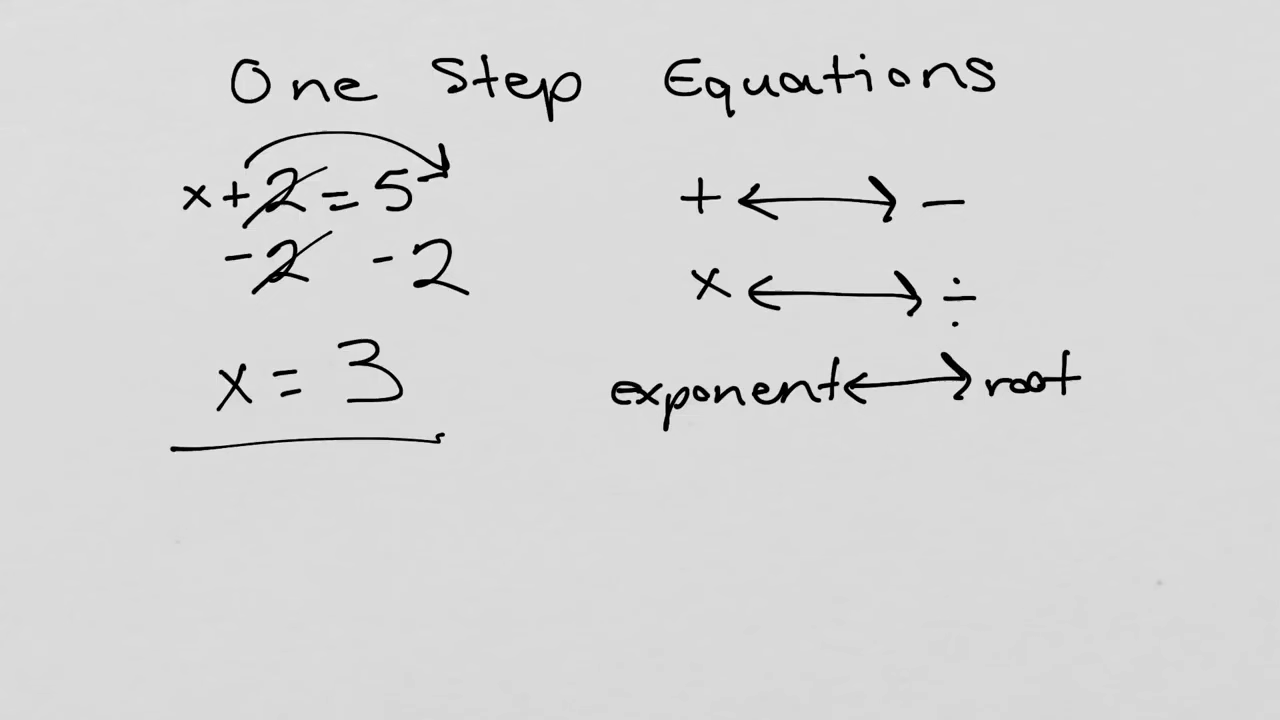 One Step Equations
x+2=5
-2 -2
x = 3
+ ↔ −
× ↔ ÷
exponent ↔ root